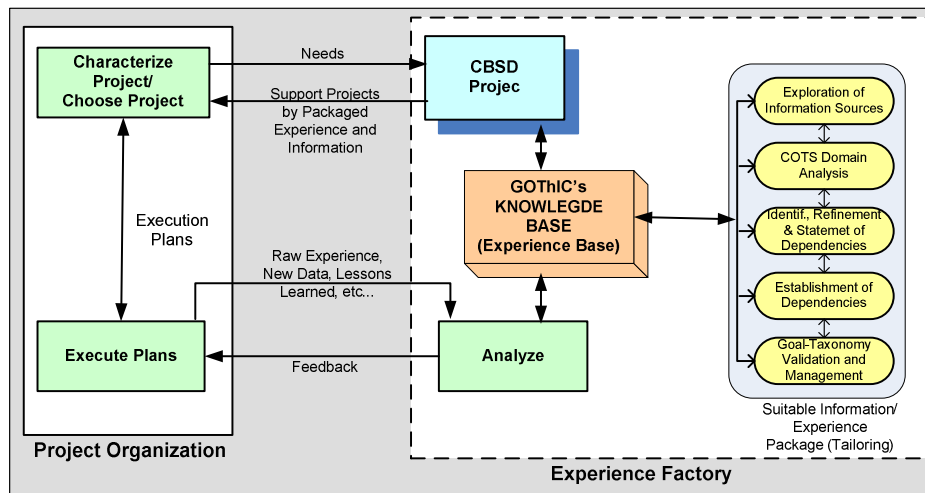 Characterize
Project/
Choose Project
Needs
Support Projects
by Packaged
Experience and
Information
CBSD
Projec
Exploration of
Information Sources
COTS Domain
Analysis
Identif., Refinement
& Statemet of
Dependencies
Establishment of
Dependencies
Goal-Taxonomy
Validation and
Management
GOThIC's
KNOWLEGDE
BASE
(Experience Base)
Execution
Plans
Raw Experience,
New Data, Lessons
Learned, etc...
Execute Plans
Feedback
Analyze
Suitable Information/
Experience
Package (Tailoring)
Project Organization
Experience Factory